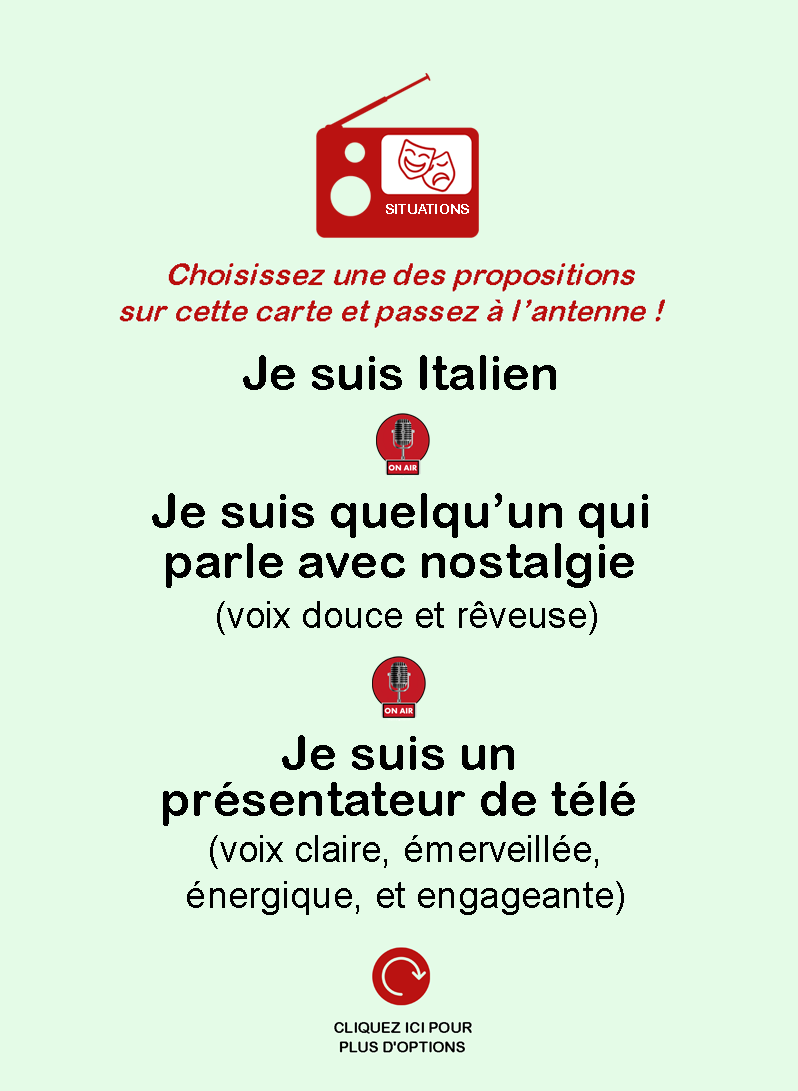 SITUATIONS
Choisissez une des propositions
sur cette carte et passez à l’antenne !
Je suis Italien
ON AIR
Je suis quelqu’un qui
parle avec nostalgie
(voix douce et rêveuse)
ON AIR
Je suis un
présentateur de télé
(voix claire, émerveillée,
énergique, et engageante)
CLIQUEZ ICI POUR
PLUS D'OPTIONS